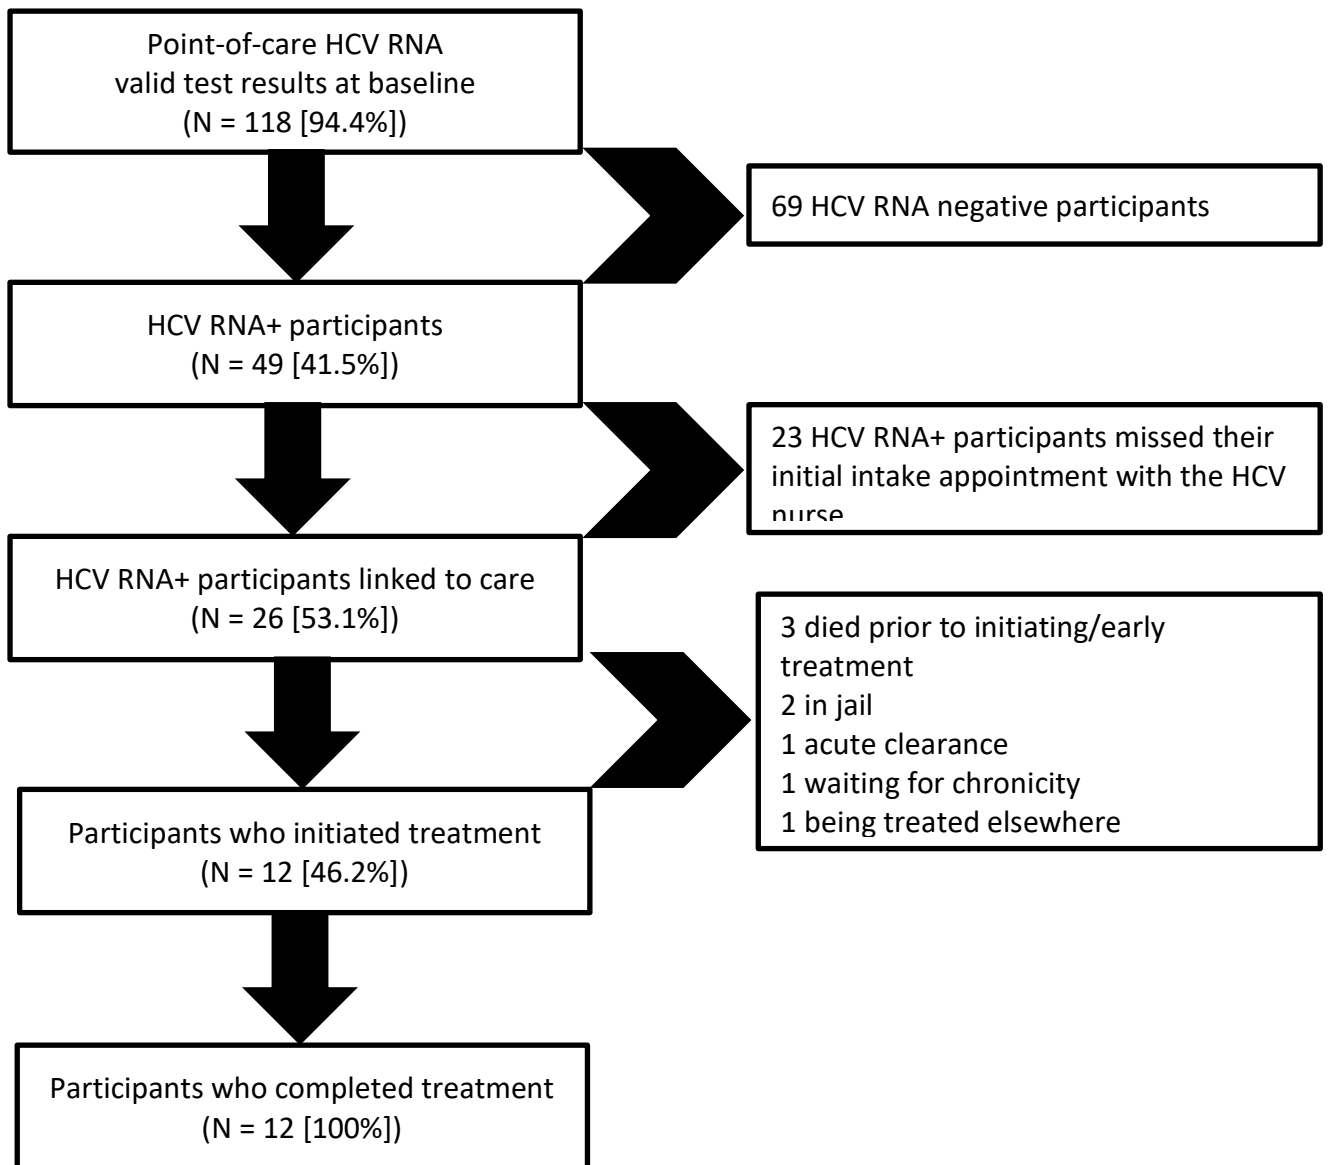 Point-of-care HCV RNA
valid test results at baseline
(N = 118 [94.4%])
69 HCV RNA negative participants
HCV RNA+ participants
(N = 49 [41.5%])
23 HCV RNA+ participants missed their
initial intake appointment with the HCV
nurse
HCV RNA+ participants linked to care
(N = 26 [53.1%])
3 died prior to initiating/early
treatment
2 in jail
1 acute clearance
1 waiting for chronicity
1 being treated elsewhere
Participants who initiated treatment
(N = 12 [46.2%])
Participants who completed treatment
(N = 12 [100%])